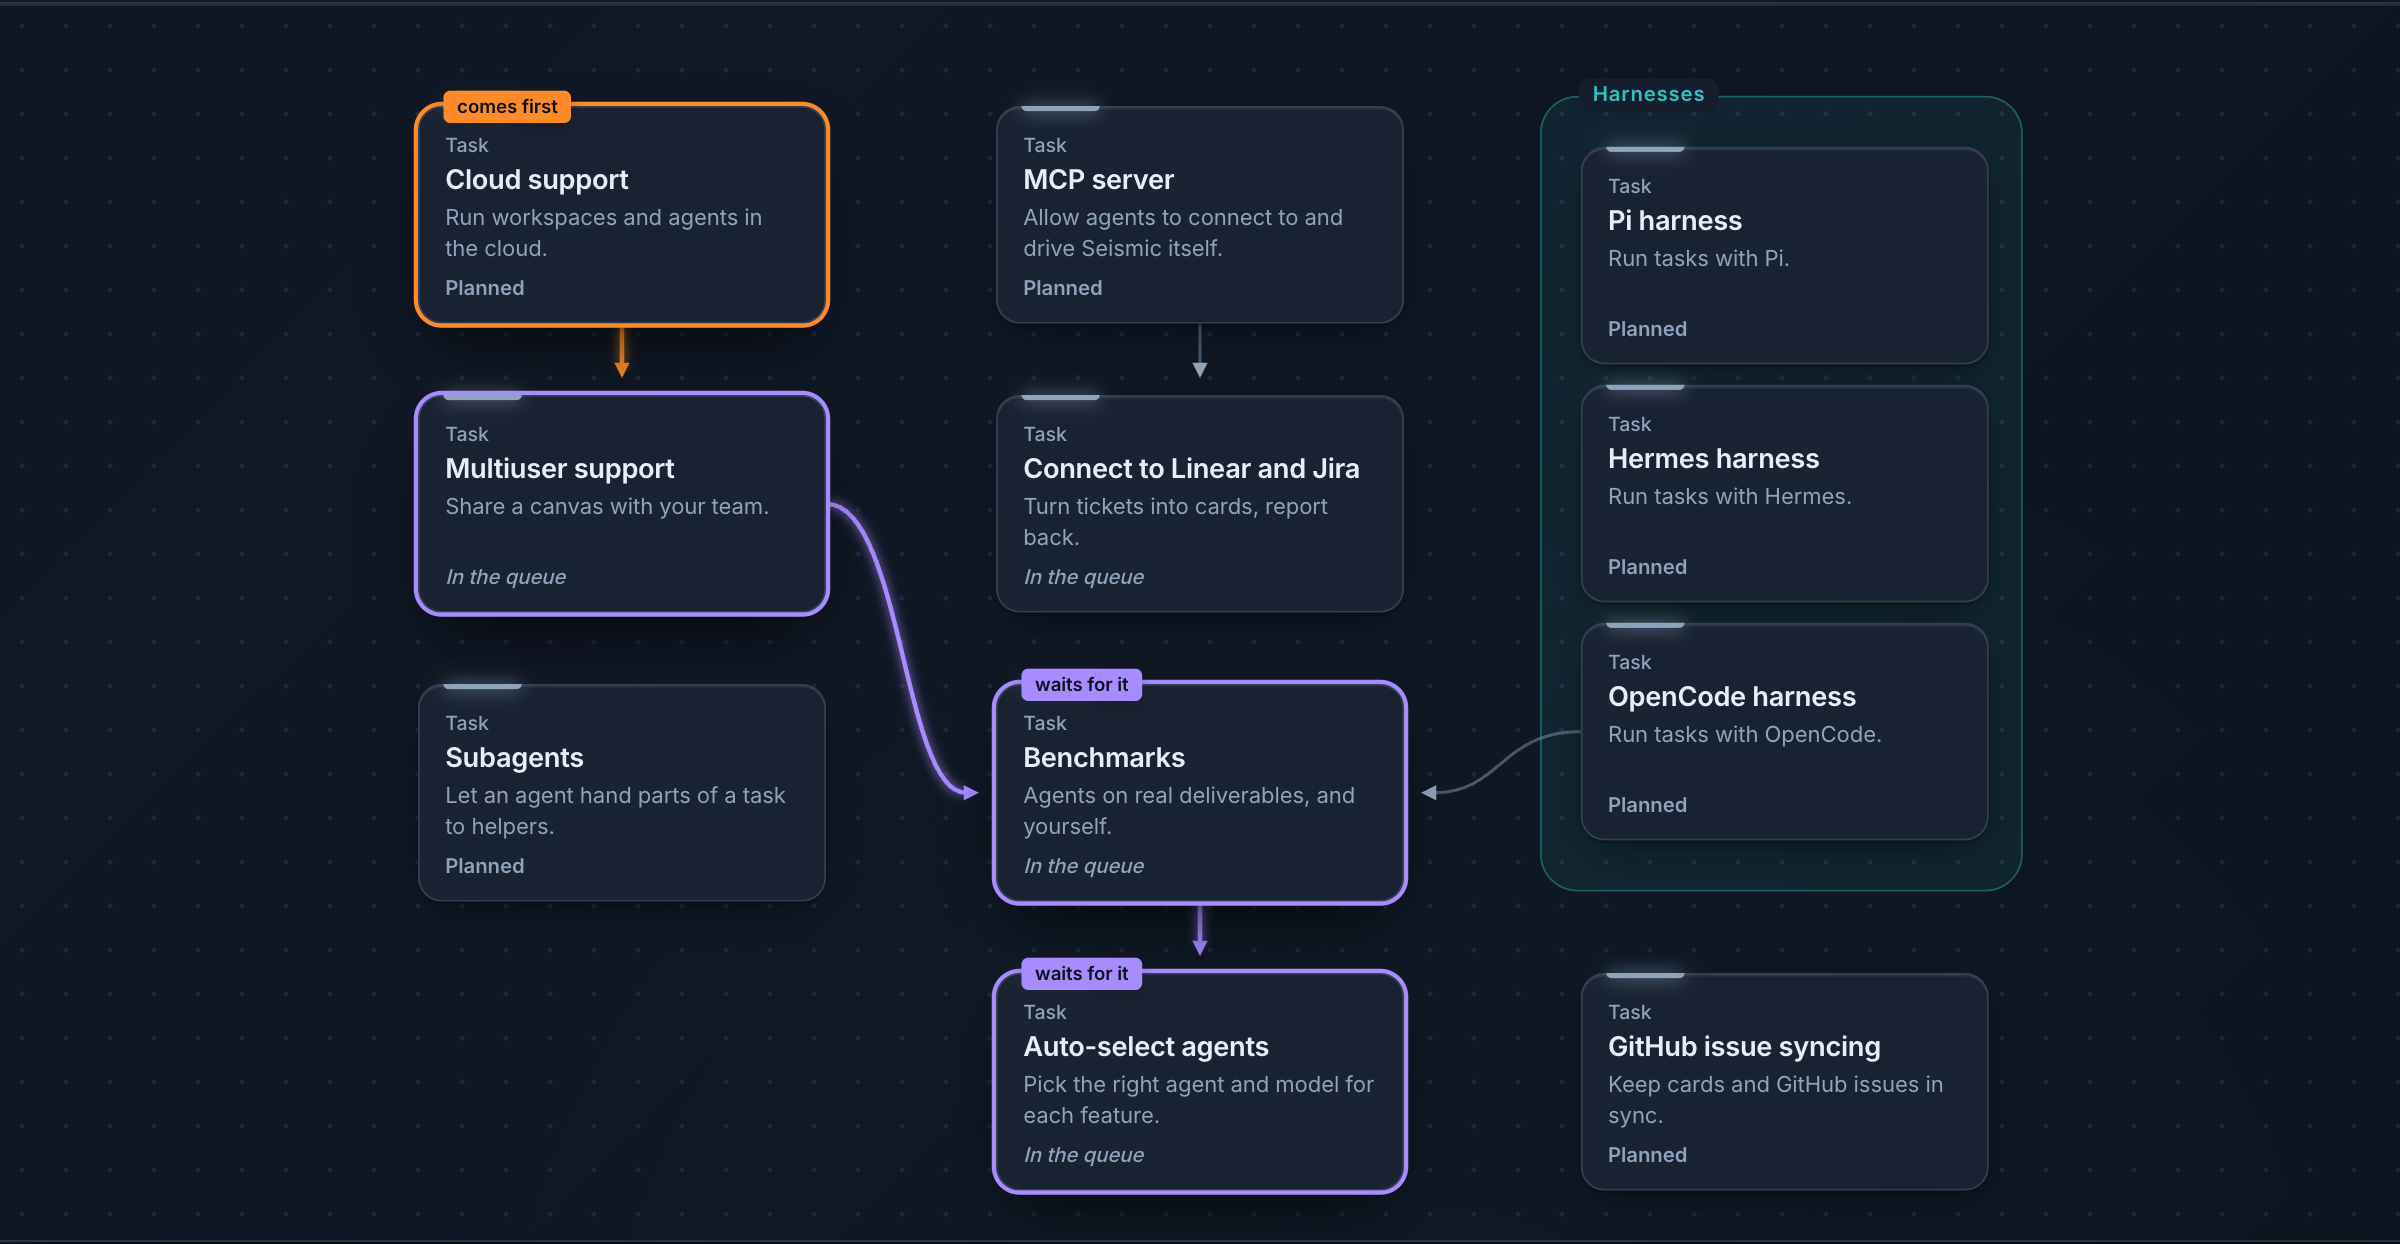 comes first
Task
Cloud support
Run workspaces and agents in
the cloud.
Planned
Task
Multiuser support
Share a canvas with your team.
In the queue
Task
Subagents
Let an agent hand parts of a task
to helpers.
Planned
Task
MCP server
Allow agents to connect to and
drive Seismic itself.
Planned
Task
Connect to Linear and Jira
Turn tickets into cards, report
back.
In the queue
waits for it
Task
Benchmarks
Agents on real deliverables, and
yourself.
In the queue
waits for it
Task
Auto-select agents
Pick the right agent and model for
each feature.
In the queue
Harnesses
Task
Pi harness
Run tasks with Pi.
Planned
Task
Hermes harness
Run tasks with Hermes.
Planned
Task
OpenCode harness
Run tasks with OpenCode.
Planned
Task
GitHub issue syncing
Keep cards and GitHub issues in
sync.
Planned